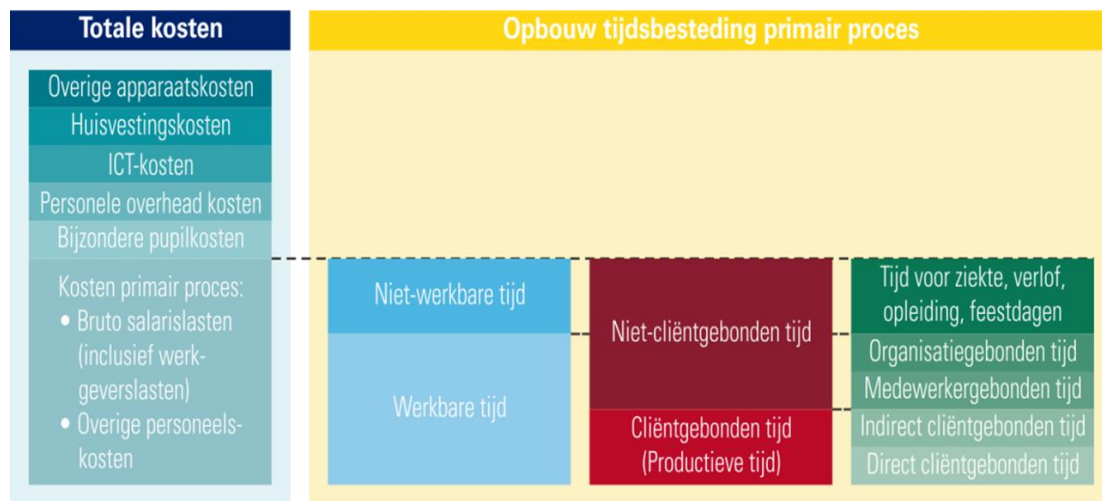 Totale kosten
Overige apparaatskosten
Huisvestingskosten
ICT-kosten
Personele overhead kosten
Bijzondere pupilkosten
Kosten primair proces:
• Bruto salarislasten
(inclusief werk-
geverslasten)
• Overige personeels-
kosten
Opbouw tijdsbesteding primair proces
Niet-werkbare tijd
Werkbare tijd
Niet-cliëntgebonden tijd
Cliëntgebonden tijd
(Productieve tijd)
Tijd voor ziekte, verlof,
opleiding, feestdagen
Organisatiegebonden tijd
Medewerkergebonden tijd
Indirect cliëntgebonden tijd
Direct cliëntgebonden tijd